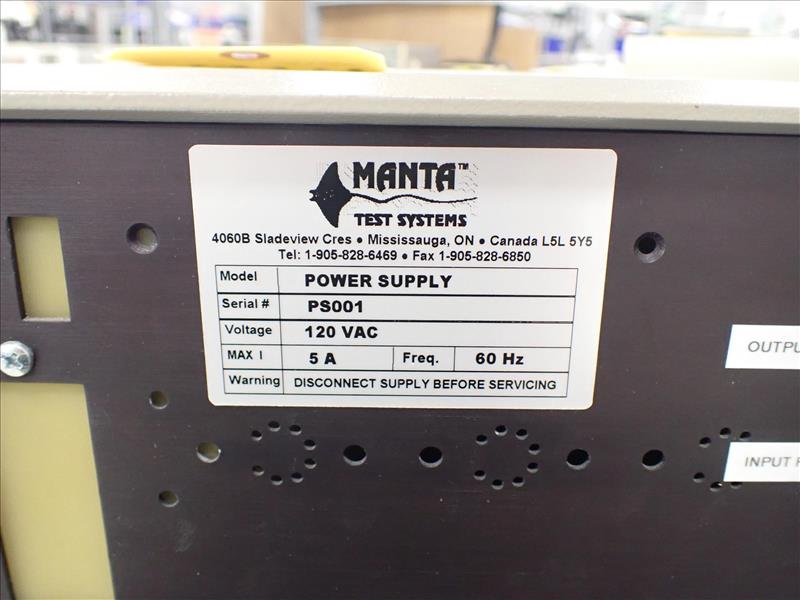 MANTA™
TEST SYSTEMS
4060B Sladeview Cres • Mississauga, ON • Canada L5L 5Y5
Tel: 1-905-828-6469 • Fax 1-905-828-6850
Model POWER SUPPLY
Serial # PS001
Voltage 120 VAC
MAX I 5 A Freq. 60 Hz
Warning DISCONNECT SUPPLY BEFORE SERVICING
OUTPU
INPUT